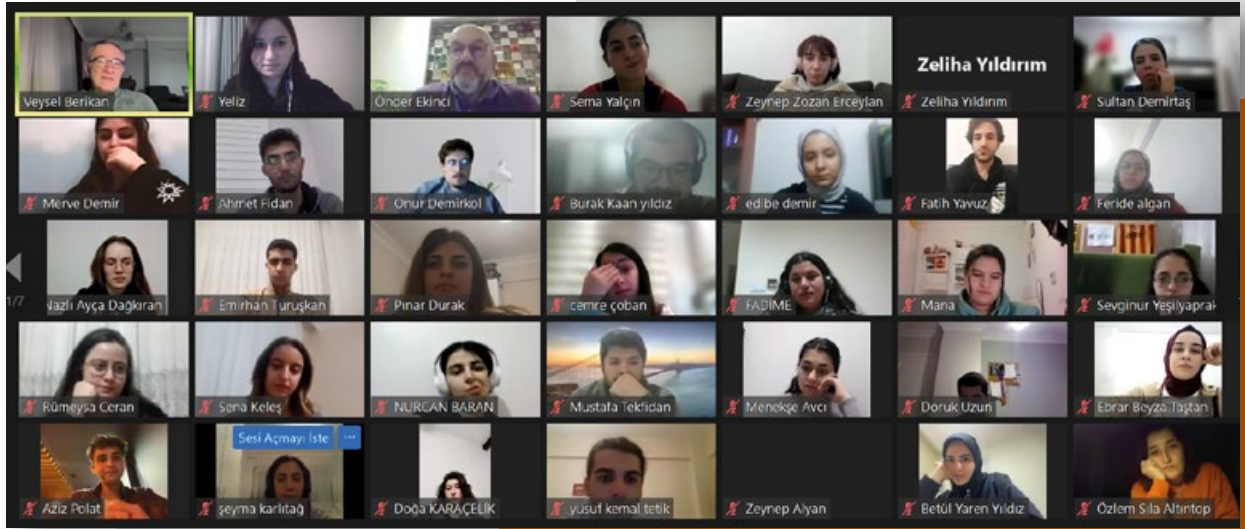 Veysel Berikan
Yeliz
Önder Ekinci
Sema Yalçın
Zeynep Zozan Erceylan
Zeliha Yıldırım
Zeliha Yıldırım
Sultan Demirtaş
Merve Demir
Ahmet Fidan
Onur Demirkol
Burak Kaan yıldız
edibe demir
Fatih Yavuz
Feride algan
1/7
Nazlı Ayça Dağkıran
Emirhan Turuşkan
Pınar Durak
cemre çoban
FADİME
Mana
Sevginur Yeşilyaprak
Rümeysa Ceran
Sena Keleş
NURCAN BARAN
Mustafa Tekfidan
Menekşe Avcı
Doruk Uzun
Ebrar Beyza Taştan
Sesi Açmayı İste ...
Aziz Polat
şeyma karlıtağ
Doğa KARAÇELİK
yusuf kemal tetik
Zeynep Alyan
Betül Yaren Yıldız
Özlem Sıla Altıntop